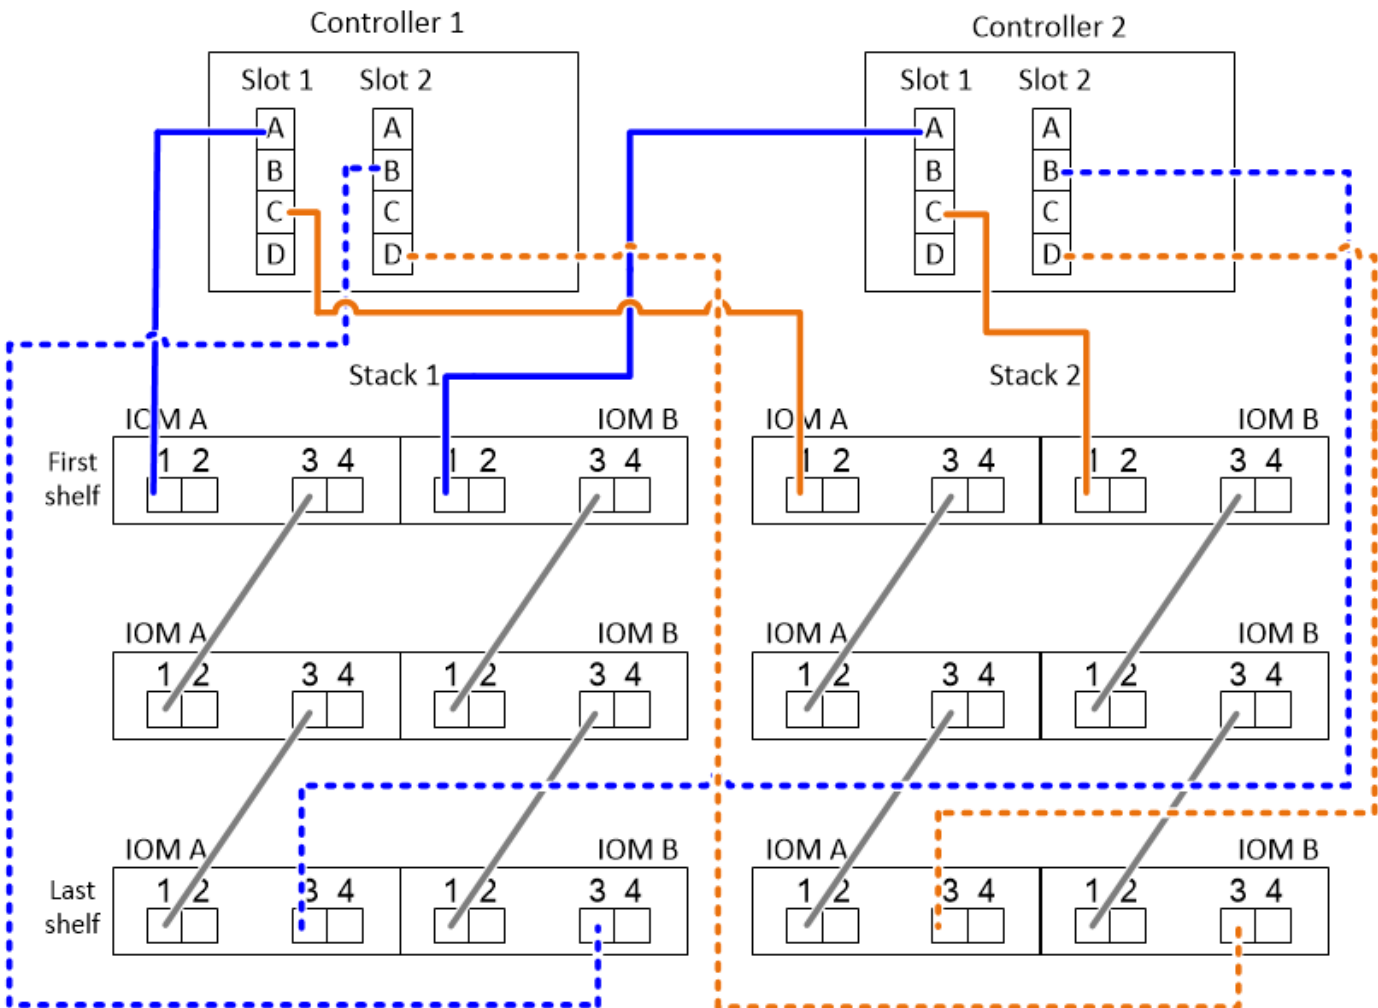 Controller 1
Controller 2
Slot 1 Slot 2
Slot 1 Slot 2
A A
B B
C C
D D
A A
B B
C C
D D
Stack 1
Stack 2
IOM A IOM B IOM A IOM B
First shelf
1 2 3 4 1 2 3 4 1 2 3 4 1 2 3 4
IOM A IOM B IOM A IOM B
1 2 3 4 1 2 3 4 1 2 3 4 1 2 3 4
IOM A IOM B IOM A IOM B
Last shelf
1 2 3 4 1 2 3 4 1 2 3 4 1 2 3 4